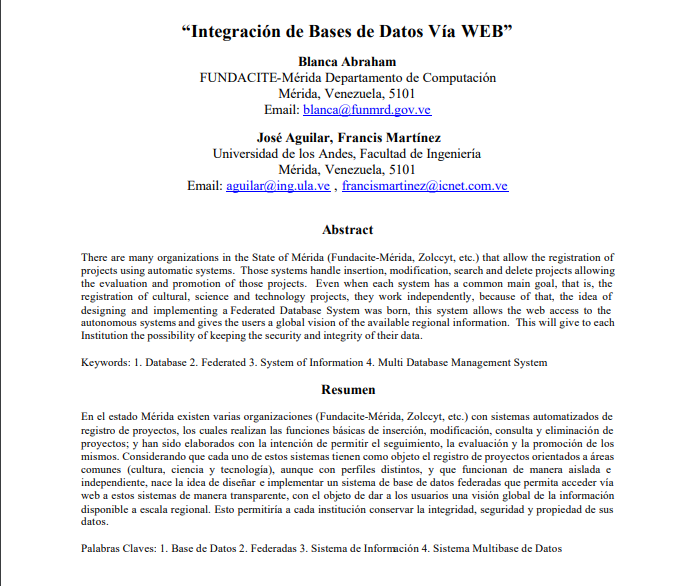 “Integración de Bases de Datos Vía WEB”
Blanca Abraham
FUNDACITE-Mérida Departamento de Computación
Mérida, Venezuela, 5101
Email: blanca@funmrd.gov.ve
José Aguilar, Francis Martínez
Universidad de los Andes, Facultad de Ingeniería
Mérida, Venezuela, 5101
Email: aguilar@ing.ula.ve , francismartinez@icnet.com.ve
Abstract
There are many organizations in the State of Mérida (Fundacite-Mérida, Zolccyt, etc.) that allow the registration of
projects using automatic systems. Those systems handle insertion, modification, search and delete projects allowing
the evaluation and promotion of those projects. Even when each system has a common main goal, that is, the
registration of cultural, science and technology projects, they work independently, because of that, the idea of
designing and implementing a Federated Database System was born, this system allows the web access to the
autonomous systems and gives the users a global vision of the available regional information. This will give to each
Institution the possibility of keeping the security and integrity of their data.
Keywords: 1. Database 2. Federated 3. System of Information 4. Multi Database Management System
Resumen
En el estado Mérida existen varias organizaciones (Fundacite-Mérida, Zolccyt, etc.) con sistemas automatizados de
registro de proyectos, los cuales realizan las funciones básicas de inserción, modificación, consulta y eliminación de
proyectos; y han sido elaborados con la intención de permitir el seguimiento, la evaluación y la promoción de los
mismos. Considerando que cada uno de estos sistemas tienen como objeto el registro de proyectos orientados a áreas
comunes (cultura, ciencia y tecnología), aunque con perfiles distintos, y que funcionan de manera aislada e
independiente, nace la idea de diseñar e implementar un sistema de base de datos federadas que permita acceder vía
web a estos sistemas de manera transparente, con el objeto de dar a los usuarios una visión global de la información
disponible a escala regional. Esto permitiría a cada institución conservar la integridad, seguridad y propiedad de sus
datos.
Palabras Claves: 1. Base de Datos 2. Federadas 3. Sistema de Información 4. Sistema Multibase de Datos